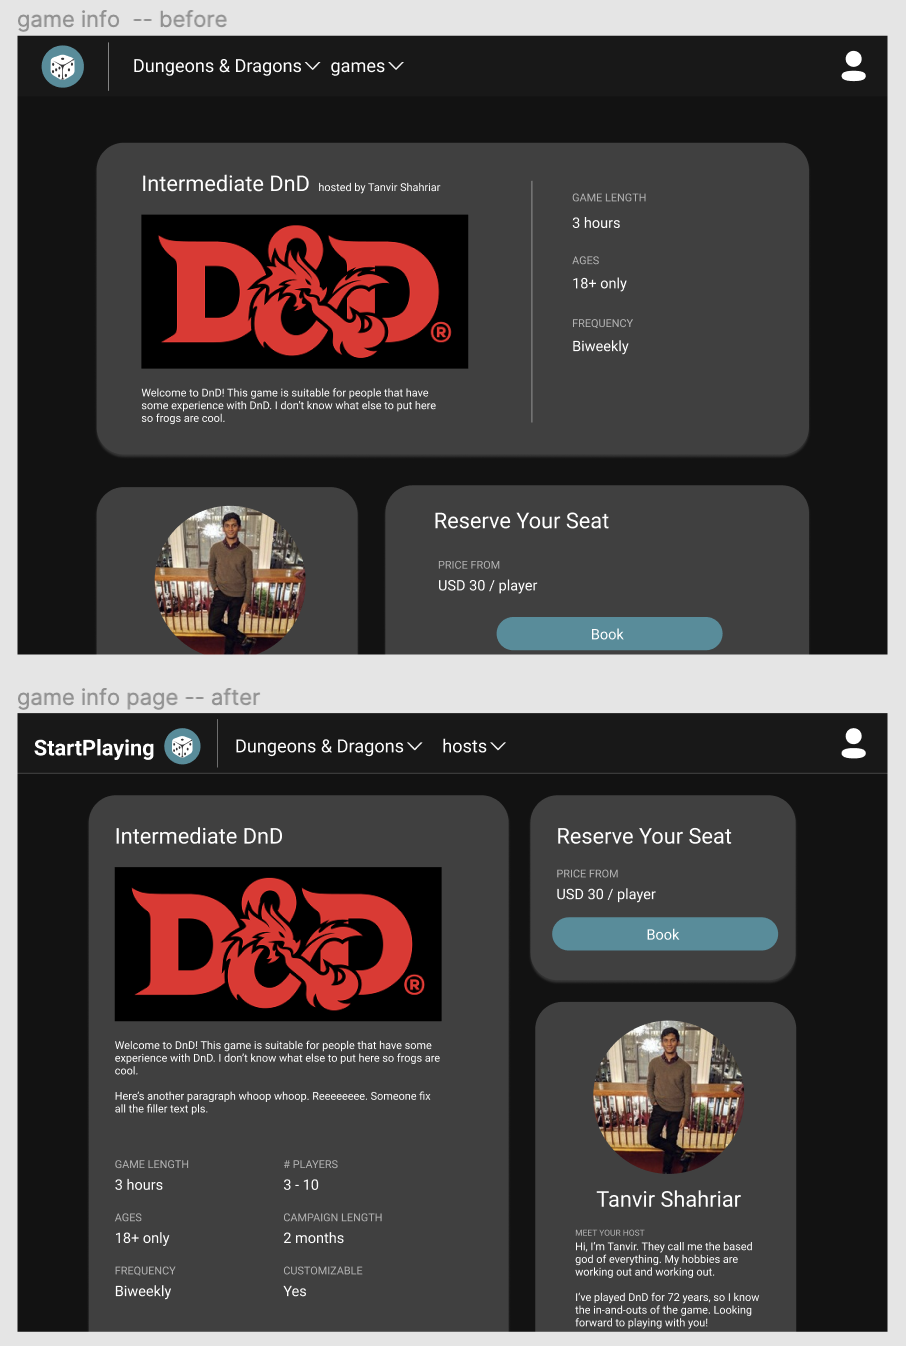 game info  -- before
Dungeons & Dragons games
Intermediate DnD hosted by Tanvir Shahriar
D&D®
Welcome to DnD! This game is suitable for people that have
some experience with DnD. I don't know what else to put here
so frogs are cool.
GAME LENGTH
3 hours
AGES
18+ only
FREQUENCY
Biweekly
Reserve Your Seat
PRICE FROM
USD 30 / player
Book
game info page -- after
StartPlaying Dungeons & Dragons hosts
Intermediate DnD
D&D®
Welcome to DnD! This game is suitable for people that have some
experience with DnD. I don't know what else to put here so frogs are
cool.
Here's another paragraph whoop whoop. Reeeeeeee. Someone fix
all the filler text pls.
GAME LENGTH
3 hours
# PLAYERS
3 - 10
AGES
18+ only
CAMPAIGN LENGTH
2 months
FREQUENCY
Biweekly
CUSTOMIZABLE
Yes
Reserve Your Seat
PRICE FROM
USD 30 / player
Book
Tanvir Shahriar
MEET YOUR HOST
Hi, I'm Tanvir. They call me the based
god of everything. My hobbies are
working out and working out.
I've played DnD for 72 years, so I know
the in-and-outs of the game. Looking
forward to playing with you!